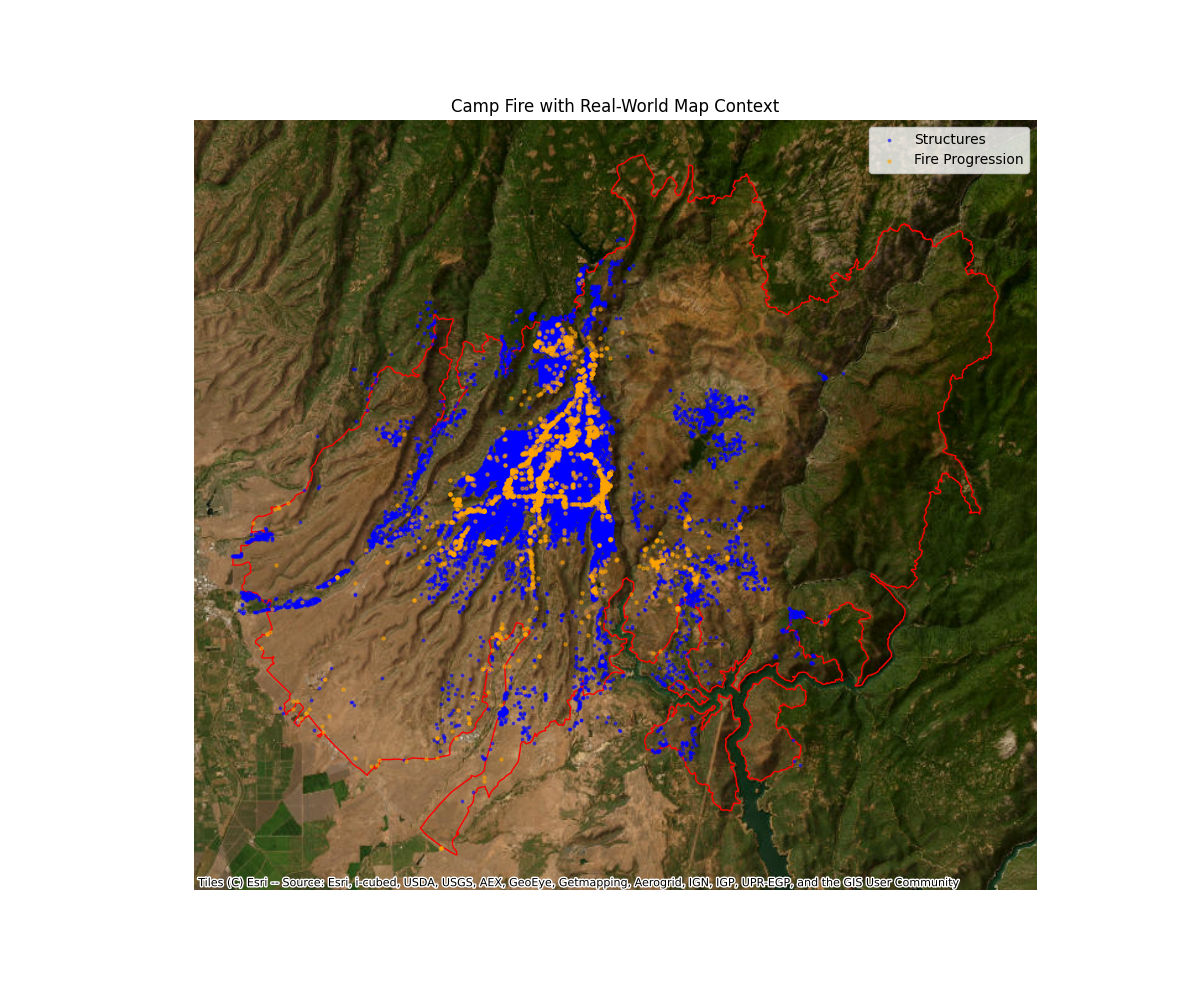 Camp Fire with Real-World Map Context
Structures
Fire Progression
Tiles (C) Esri -- Source: Esri, i-cubed, USDA, USGS, AEX, GeoEye, Getmapping, Aerogrid, IGN, IGP, UPR-EGP, and the GIS User Community